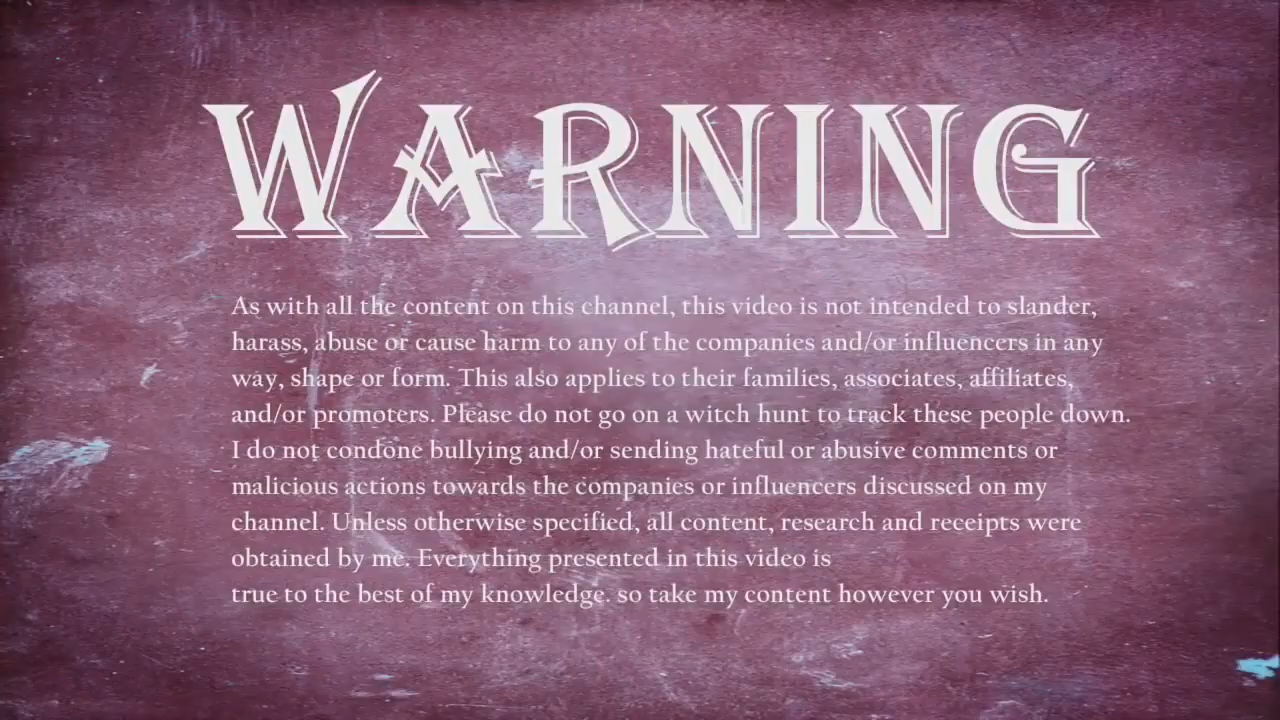 WARNING
As with all the content on this channel, this video is not intended to slander,
harass, abuse or cause harm to any of the companies and/or influencers in any
way, shape or form. This also applies to their families, associates, affiliates,
and/or promoters. Please do not go on a witch hunt to track these people down.
I do not condone bullying and/or sending hateful or abusive comments or
malicious actions towards the companies or influencers discussed on my
channel. Unless otherwise specified, all content, research and receipts were
obtained by me. Everything presented in this video is
true to the best of my knowledge. so take my content however you wish.